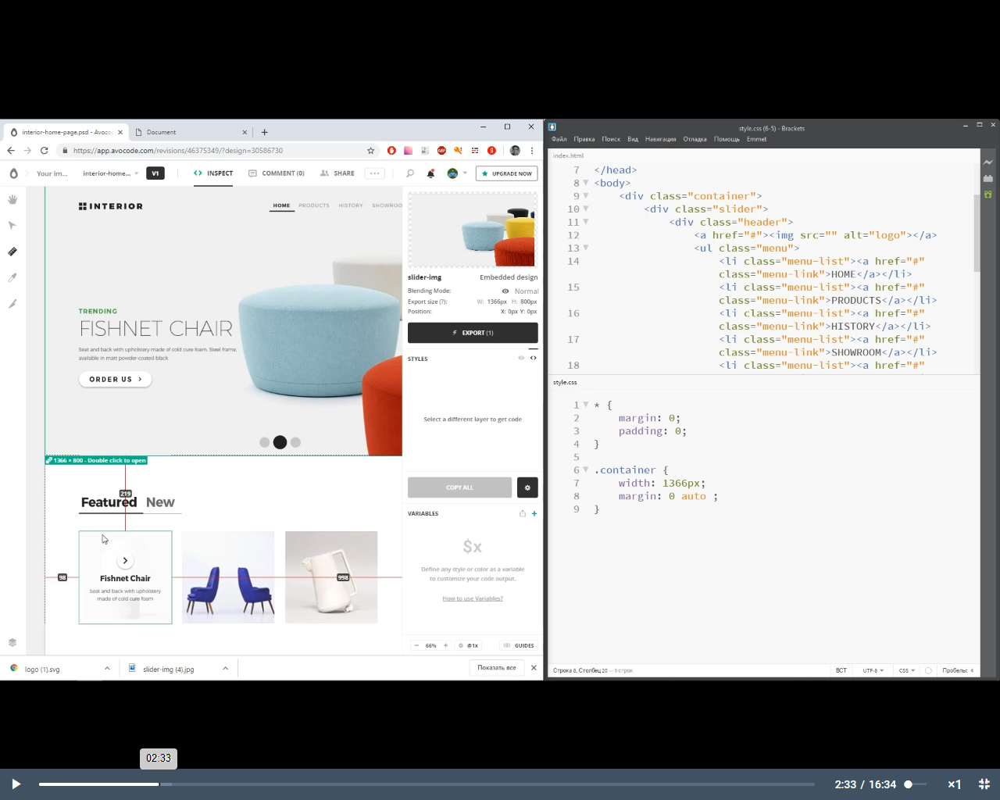 interior-home-page.psd - Avoco
Document
style.css (6-5) - Brackets
https://app.avocode.com/revisions/46375349/?design=30586730
Файл Правка Поиск Вид Навигация Отладка Помощь Emmet
Your im...
interior-home...
V1
INSPECT
COMMENT (0)
SHARE
UPGRADE NOW
INTERIOR
HOME PRODUCTS HISTORY SHOWROO
TRENDING
FISHNET CHAIR
Seat and back with upholstery made of cold cure foam. Steel frame,
available in matt powder-coated black
ORDER US
1366 × 800 - Double click to open
219
Featured New
98
998
Fishnet Chair
Seat and back with upholstery
made of cold cure foam
slider-img Embedded design
Blending Mode: Normal
Export size (?): W: 1366px H: 800px
Position: X: 0px Y: 0px
EXPORT (1)
STYLES
Select a different layer to get code
COPY ALL
VARIABLES
$x
Define any style or color as a variable
to customize your code output.
How to use Variables?
66%
@1x
GUIDES
logo (1).svg
slider-img (4).jpg
Показать все
index.html
7 </head>
8 <body>
9 <div class="container">
10 <div class="slider">
11 <div class="header">
12 <a href="#"><img src="" alt="logo"></a>
13 <ul class="menu">
14 <li class="menu-list"><a href="#"
class="menu-link">HOME</a></li>
15 <li class="menu-list"><a href="#"
class="menu-link">PRODUCTS</a></li>
16 <li class="menu-list"><a href="#"
class="menu-link">HISTORY</a></li>
17 <li class="menu-list"><a href="#"
class="menu-link">SHOWROOM</a></li>
18 <li class="menu-list"><a href="#"
style.css
1 * {
2 margin: 0;
3 padding: 0;
4 }
5
6 .container {
7 width: 1366px;
8 margin: 0 auto ;
9 }
Строка 8, Столбец 20 — 9 строк
ВСТ
UTF-8
CSS
Пробелы: 4
02:33
2:33 / 16:34
×1